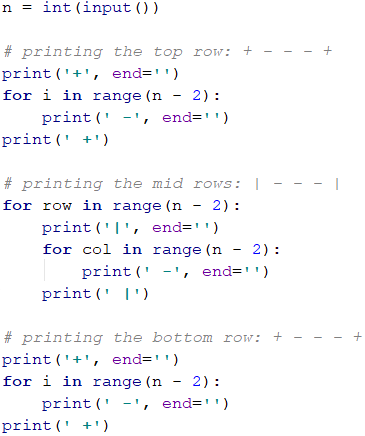 n = int(input())
# printing the top row: + - - - +
print('+', end='')
for i in range(n - 2):
    print(' -', end='')
print(' +')
# printing the mid rows: | - - - |
for row in range(n - 2):
    print('|', end='')
    for col in range(n - 2):
        print(' -', end='')
    print(' |')
# printing the bottom row: + - - - +
print('+', end='')
for i in range(n - 2):
    print(' -', end='')
print(' +')